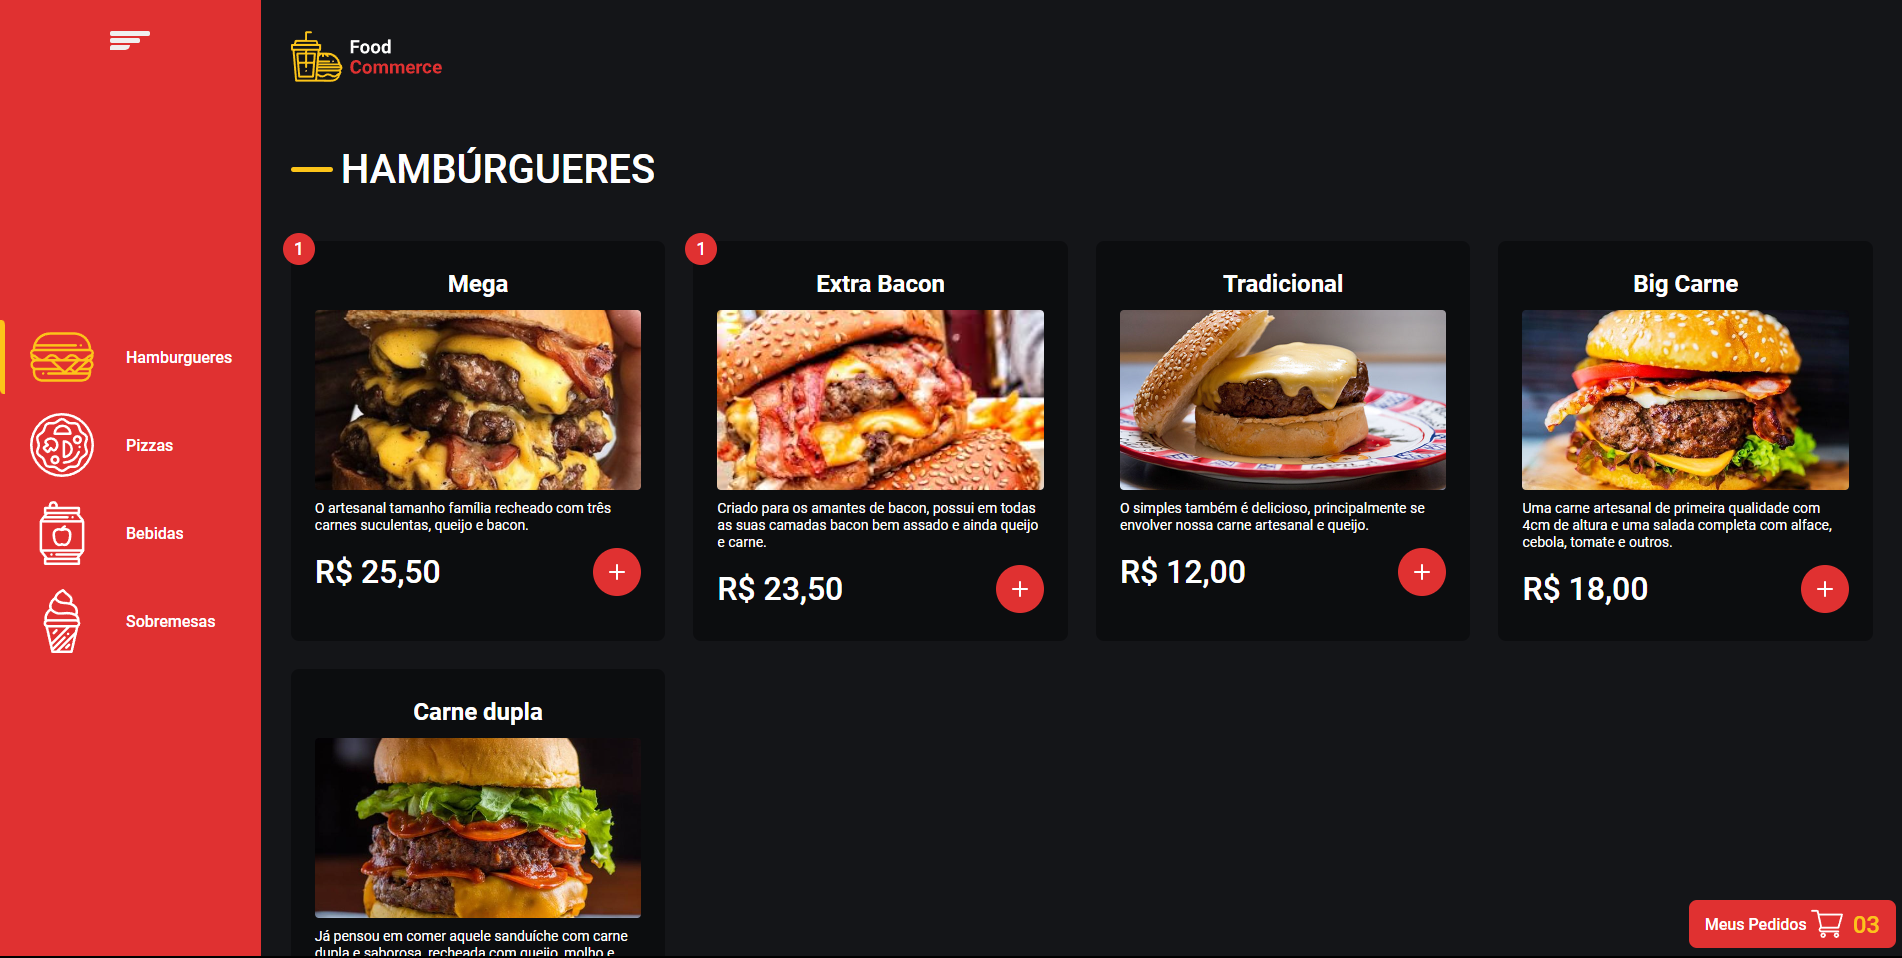 Food
Commerce
HAMBÚRGUERES
Hamburgueres
Pizzas
Bebidas
Sobremesas
1
Mega
O artesanal tamanho família recheado com três
carnes suculentas, queijo e bacon.
R$ 25,50
+
1
Extra Bacon
Criado para os amantes de bacon, possui em todas
as suas camadas bacon bem assado e ainda queijo
e carne.
R$ 23,50
+
Tradicional
O simples também é delicioso, principalmente se
envolver nossa carne artesanal e queijo.
R$ 12,00
+
Big Carne
Uma carne artesanal de primeira qualidade com
4cm de altura e uma salada completa com alface,
cebola, tomate e outros.
R$ 18,00
+
Carne dupla
Já pensou em comer aquele sanduíche com carne
dupla e saborosa, recheada com queijo, molho e
Meus Pedidos 03